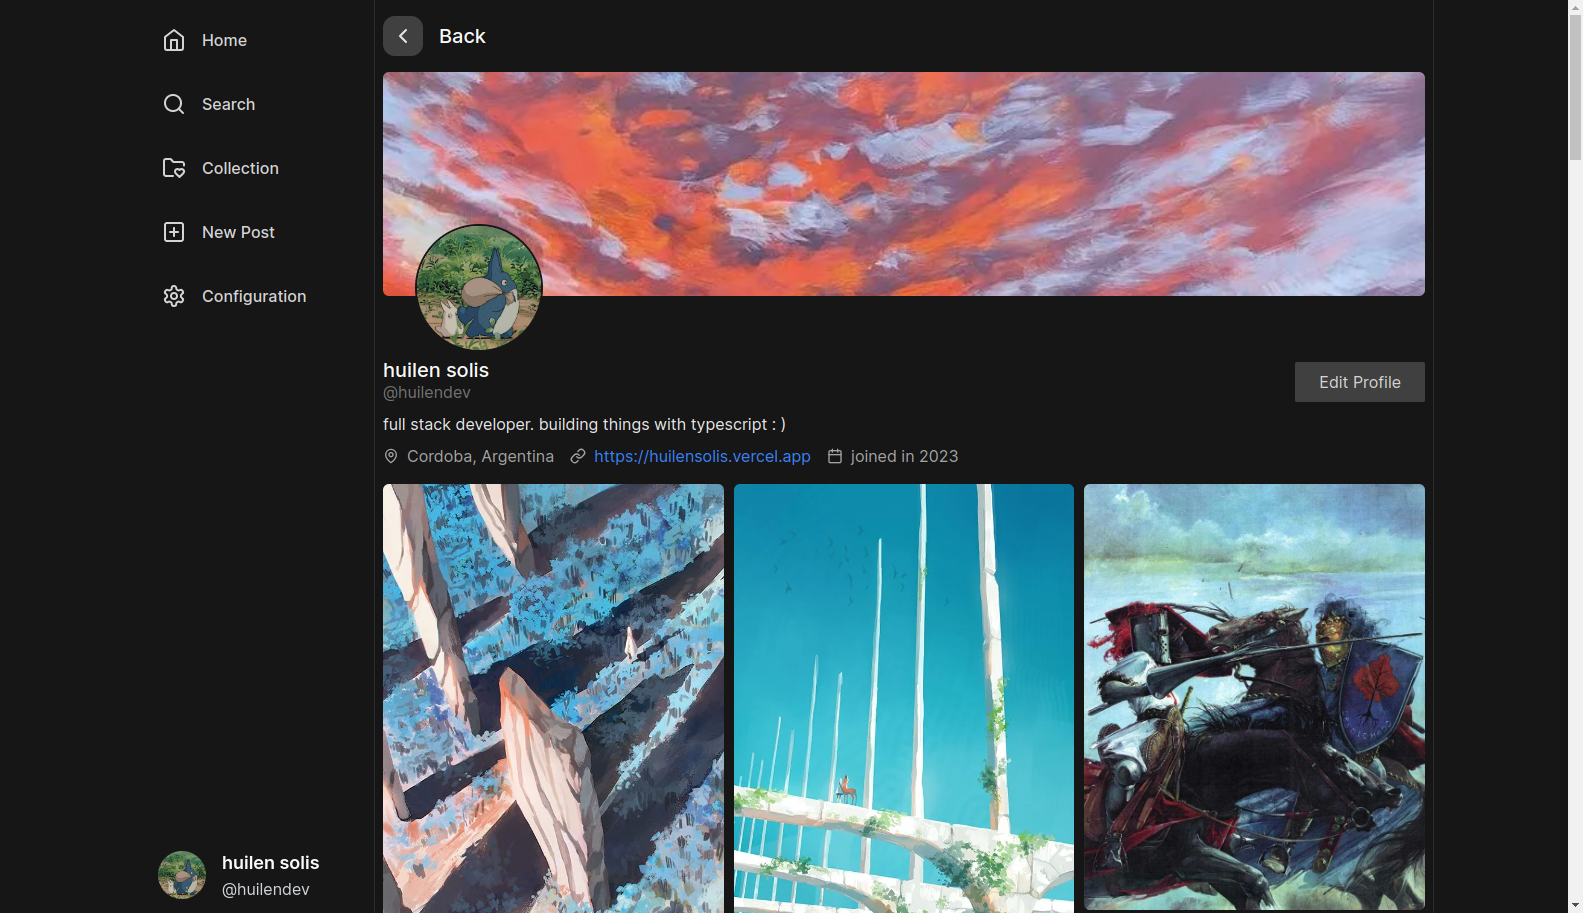 Home
Search
Collection
New Post
Configuration
huilen solis
@huilendev
Back
huilen solis
@huilendev
Edit Profile
full stack developer. building things with typescript : )
Cordoba, Argentina https://huilensolis.vercel.app joined in 2023